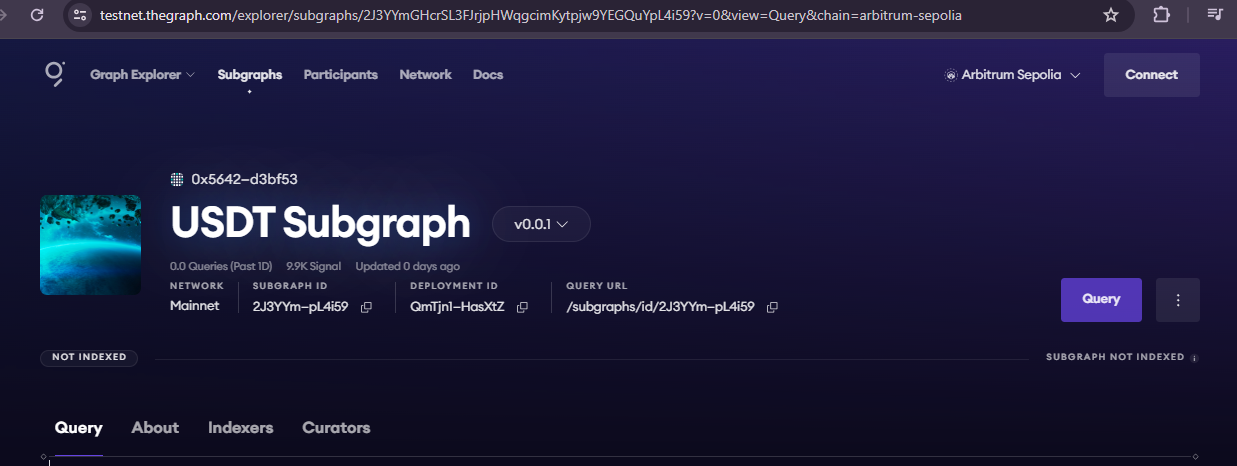 testnet.thegraph.com/explorer/subgraphs/2J3YYmGHcrSL3FJrjpHWqgcimKytpjw9YEGQuYpL4i59?v=0&view=Query&chain=arbitrum-sepolia
Graph Explorer Subgraphs Participants Network Docs Arbitrum Sepolia Connect
0x5642–d3bf53
USDT Subgraph v0.0.1
0.0 Queries (Past 1D) 9.9K Signal Updated 0 days ago
NETWORK SUBGRAPH ID DEPLOYMENT ID QUERY URL
Mainnet 2J3YYm–pL4i59 QmTjn1–HasXtZ /subgraphs/id/2J3YYm–pL4i59 Query
NOT INDEXED SUBGRAPH NOT INDEXED
Query About Indexers Curators